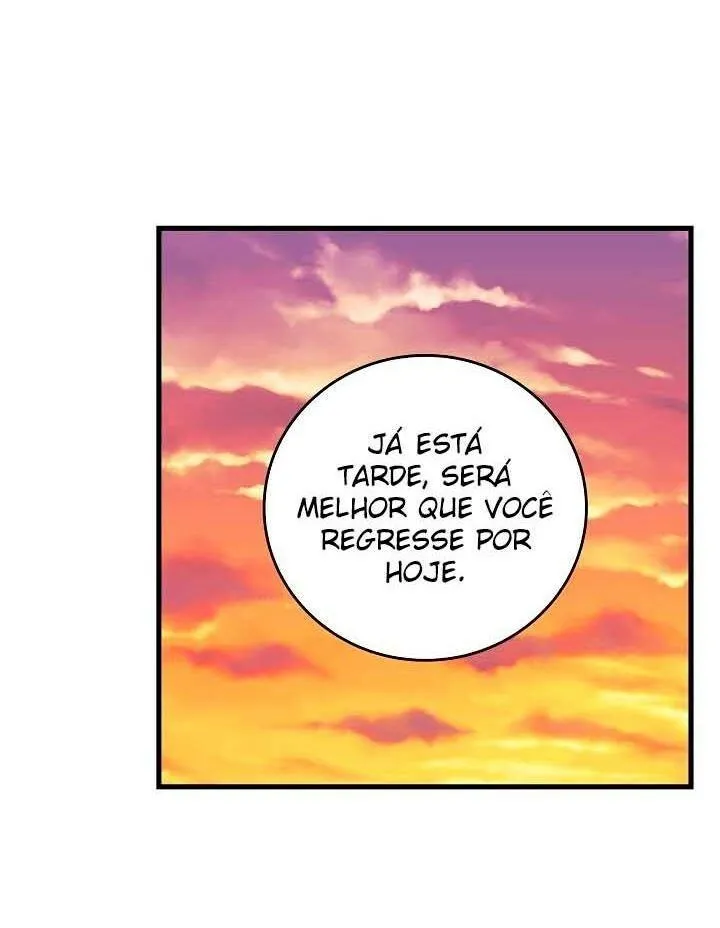 JÁ ESTÁ
TARDE, SERÁ
MELHOR QUE VOCÊ
REGRESSE POR
HOJE.